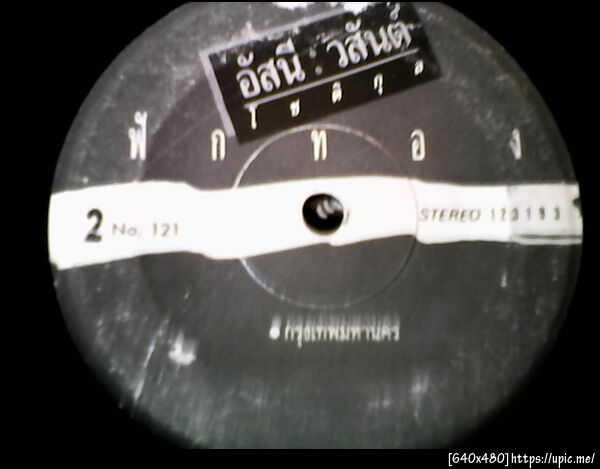 อัสนี : วสันต์
โชติกุล
ฟั ก ท อ ง
2 No. 121
STEREO 123193
กรุงเทพมหานคร
[640x480]https://upic.me/